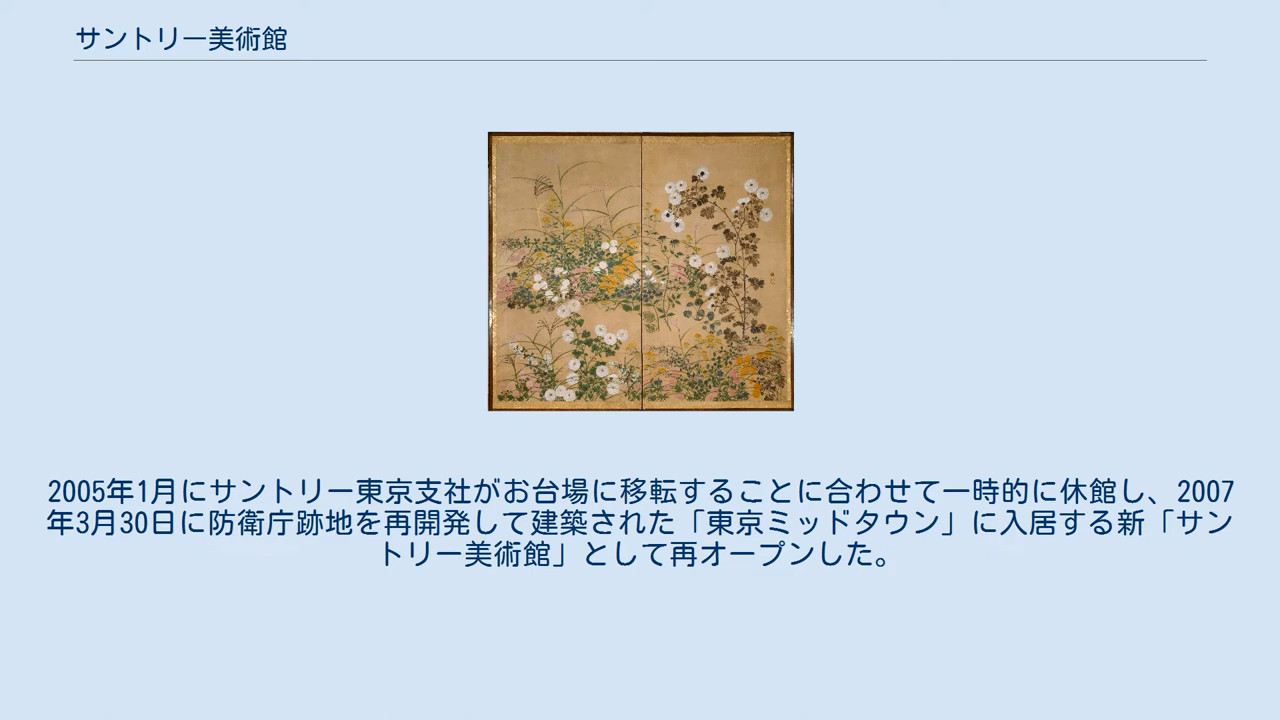 サントリー美術館
2005年1月にサントリー東京支社がお台場に移転することに合わせて一時的に休館し、2007
年3月30日に防衛庁跡地を再開発して建築された「東京ミッドタウン」に入居する新「サン
トリー美術館」として再オープンした。